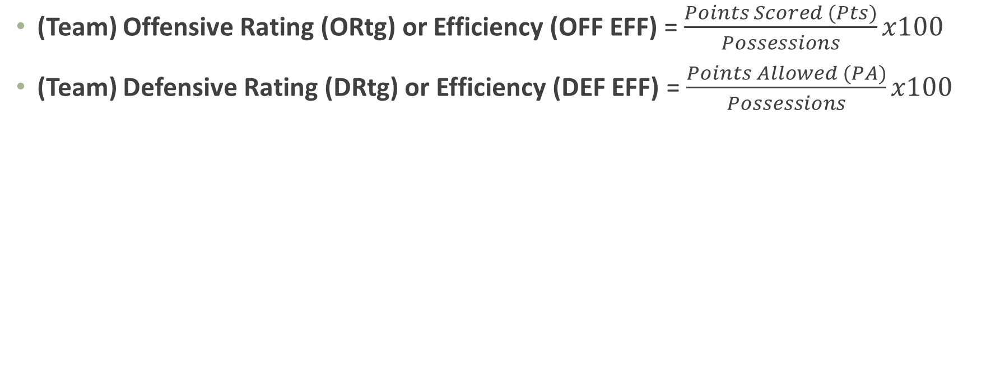 • (Team) Offensive Rating (ORtg) or Efficiency (OFF EFF) = \frac{Points Scored (Pts)}{Possessions} x100
• (Team) Defensive Rating (DRtg) or Efficiency (DEF EFF) = \frac{Points Allowed (PA)}{Possessions} x100